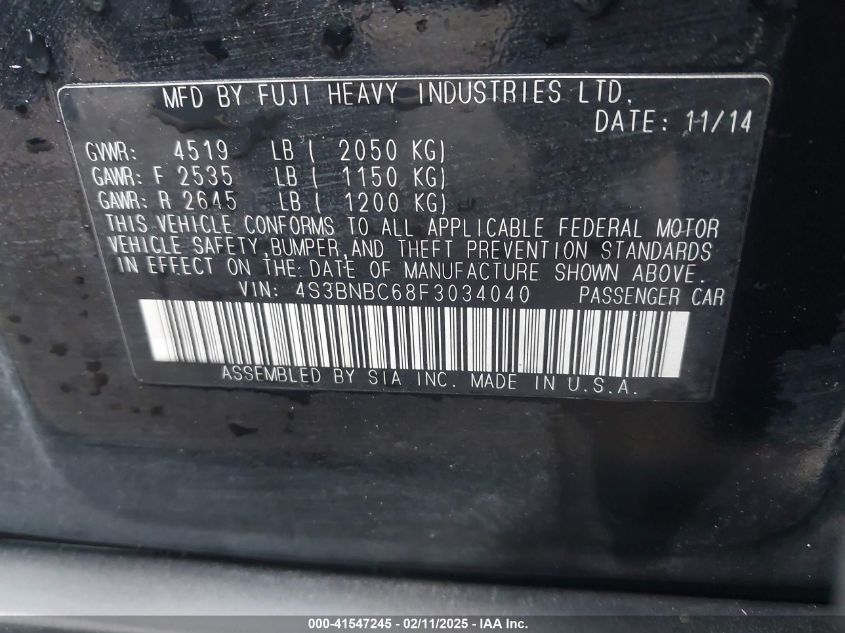 MFD BY FUJI HEAVY INDUSTRIES LTD.
DATE: 11/14
GVWR: 4519 LB ( 2050 KG)
GAWR: F 2535 LB ( 1150 KG)
GAWR: R 2645 LB ( 1200 KG)
THIS VEHICLE CONFORMS TO ALL APPLICABLE FEDERAL MOTOR
VEHICLE SAFETY, BUMPER, AND THEFT PREVENTION STANDARDS
IN EFFECT ON THE DATE OF MANUFACTURE SHOWN ABOVE.
VIN: 4S3BNBC68F3034040 PASSENGER CAR
ASSEMBLED BY SIA INC. MADE IN U.S.A.
000-41547245 - 02/11/2025 - IAA Inc.